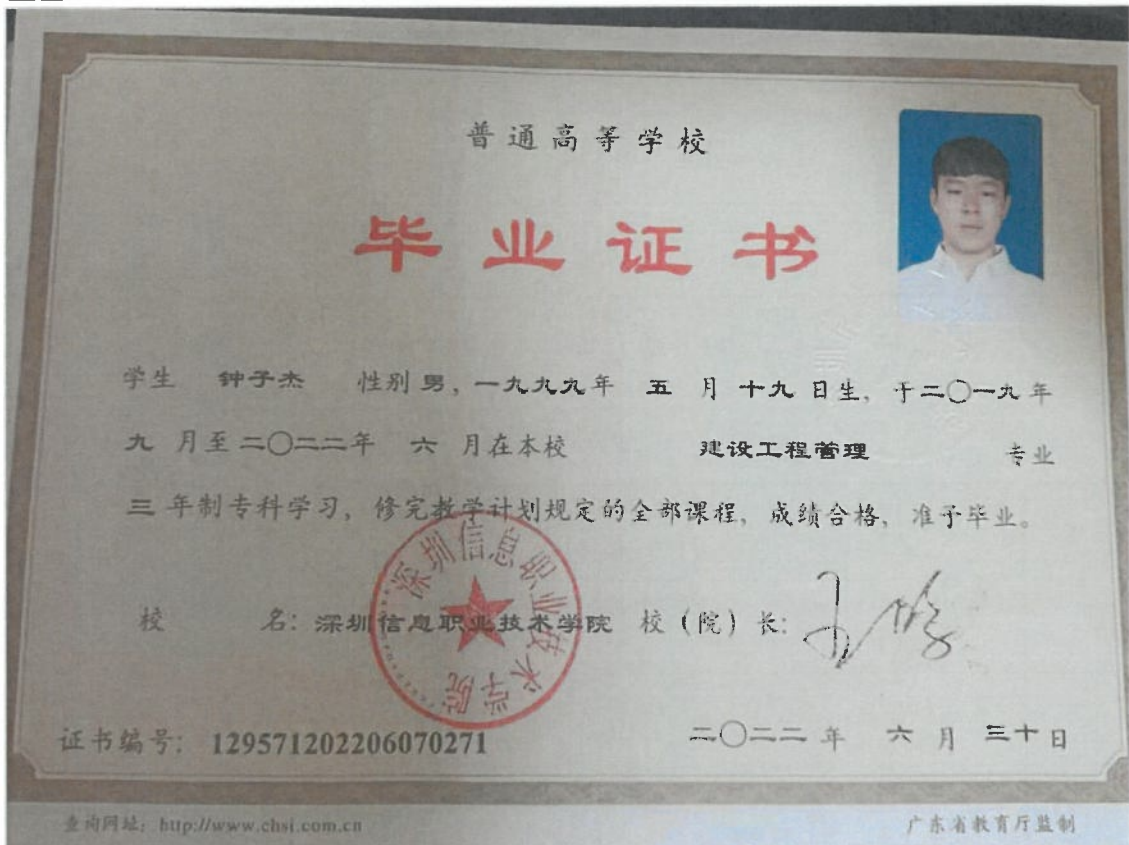 普通高等学校
毕业证书
学生 钟子杰 性别 男，一九九九年 五 月 十九 日生，于二〇一九年
九 月至二〇二二年 六 月在本校 建设工程管理 专业
三 年制专科学习，修完教学计划规定的全部课程，成绩合格，准予毕业。
校 名：深圳信息职业技术学院 校（院）长：
深圳信息职业技术学院
证书编号：129571202206070271 二〇二二 年 六 月 三十 日
查询网址：http://www.chsi.com.cn 广东省教育厅监制